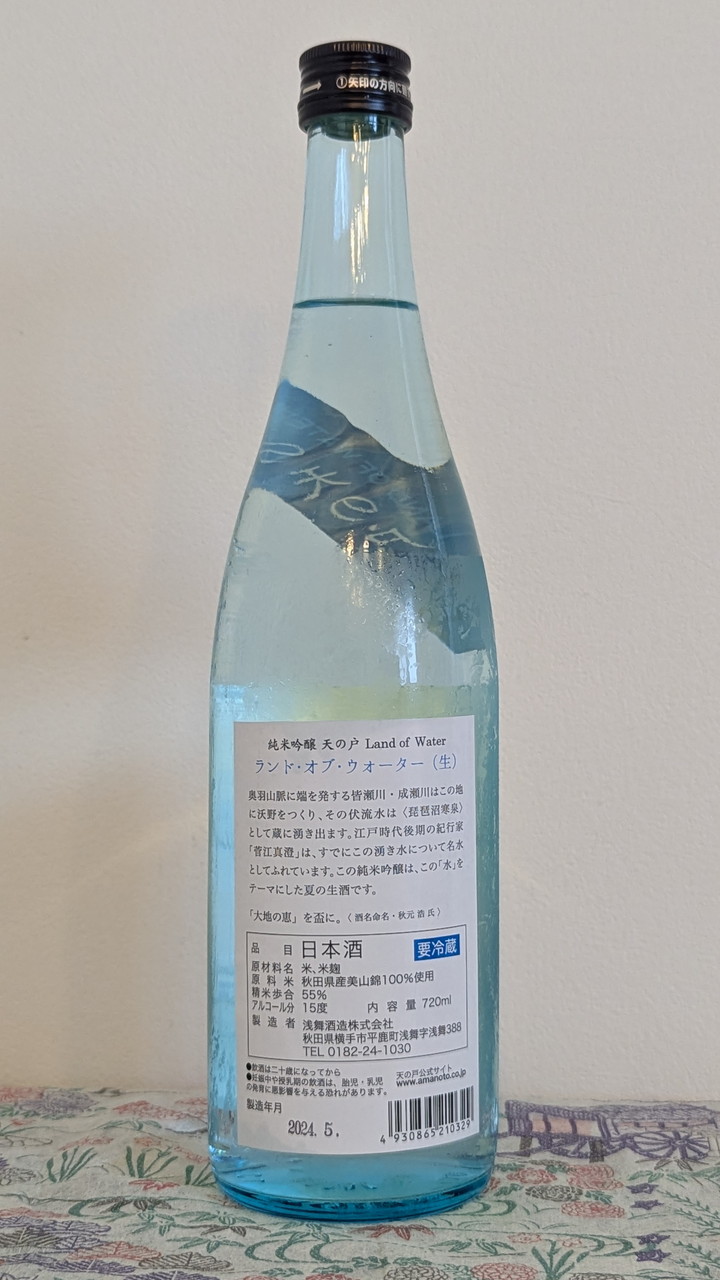 ①矢印の方向に
純米吟醸 天の戸 Land of Water
ランド・オブ・ウォーター（生）
奥羽山脈に端を発する皆瀬川・成瀬川はこの地
に沃野をつくり、その伏流水は〈琵琶沼寒泉〉
として蔵に湧き出ます。江戸時代後期の紀行家
「菅江真澄」は、すでにこの湧き水について名水
としてふれています。この純米吟醸は、この「水」を
テーマにした夏の生酒です。
「大地の恵」を盃に。〈酒名命名・秋元 浩 氏〉
品目 日本酒 要冷蔵
原材料名 米、米麹
原料米 秋田県産美山錦100%使用
精米歩合 55%
アルコール分 15度 内容量 720ml
製造者 浅舞酒造株式会社
秋田県横手市平鹿町浅舞字浅舞388
TEL 0182-24-1030
●飲酒は二十歳になってから
●妊娠中や授乳期の飲酒は、胎児・乳児
の発育に悪影響を与える恐れがあります。
天の戸公式サイト
www.amanoto.co.jp
製造年月
2024. 5.
4 930865 210329